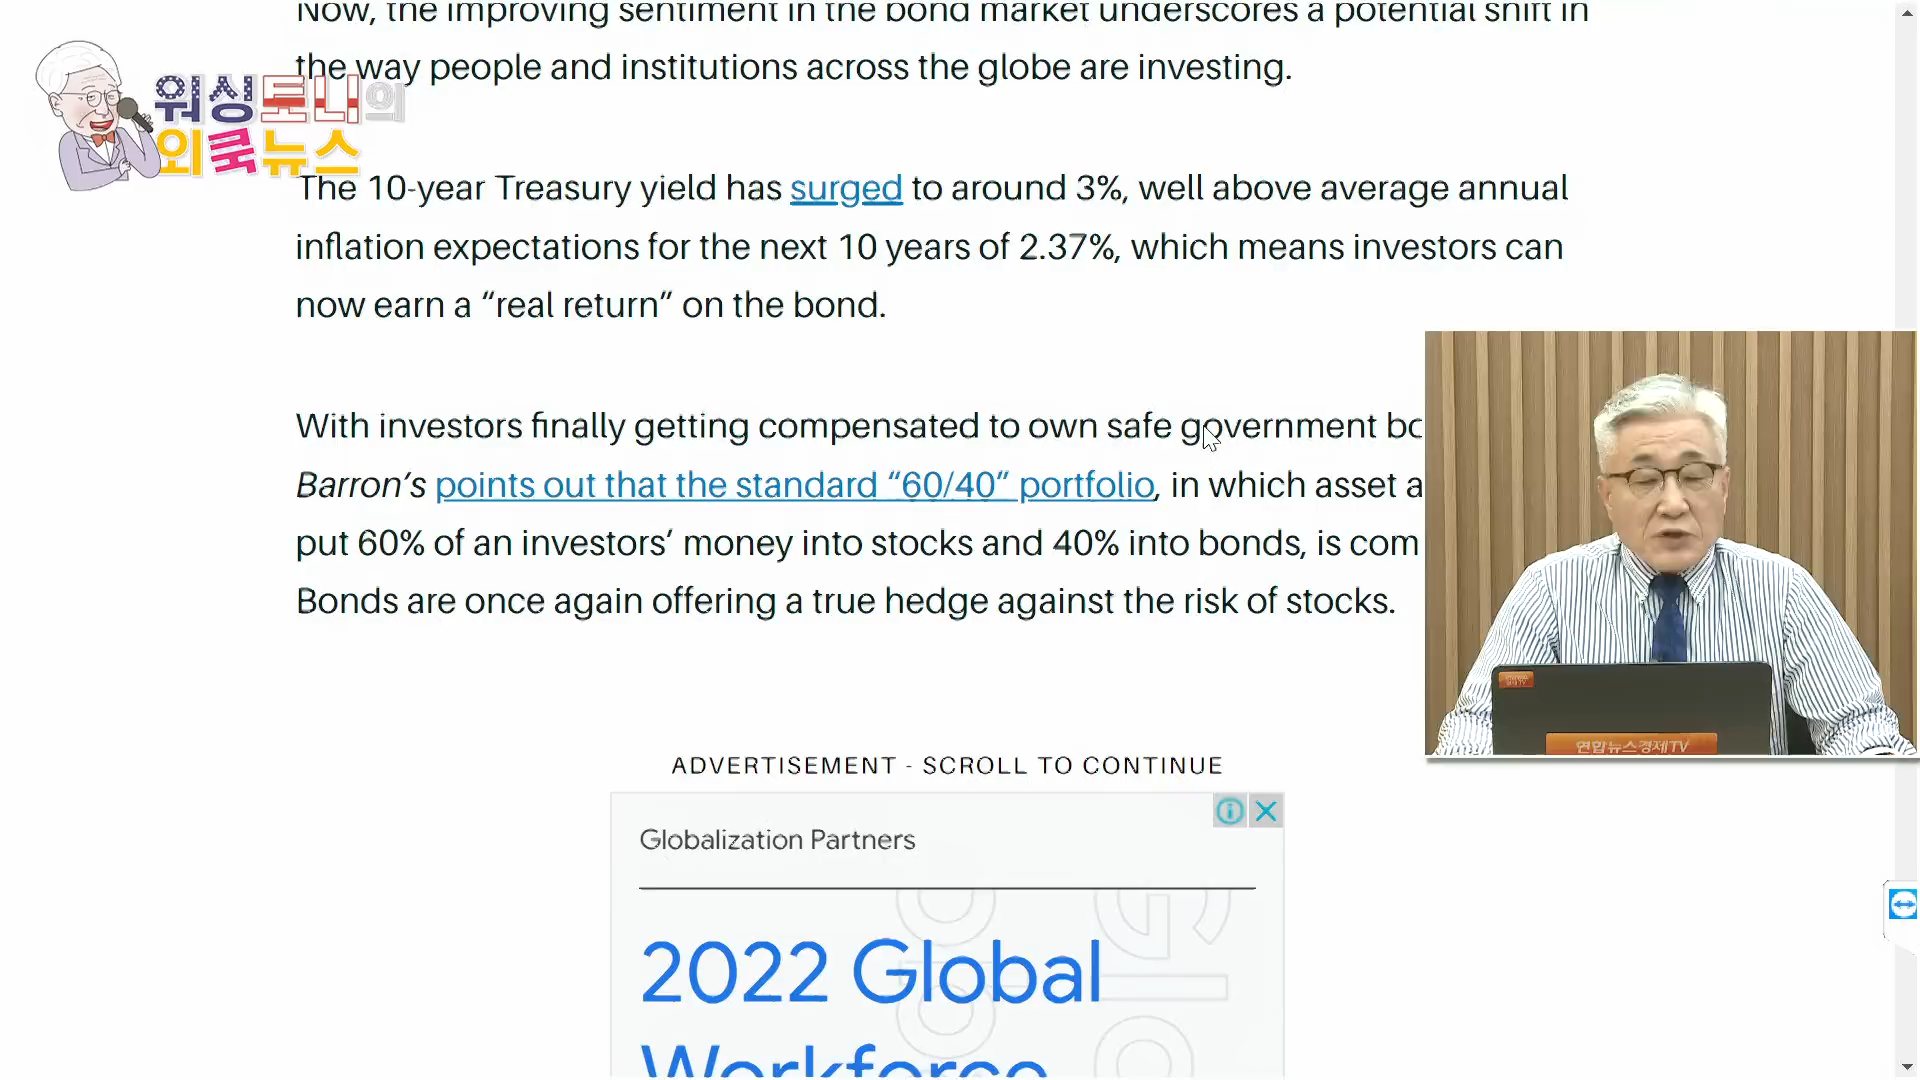 Now, the improving sentiment in the bond market underscores a potential shift in
the way people and institutions across the globe are investing.
워싱토니의
외쿡뉴스
The 10-year Treasury yield has surged to around 3%, well above average annual
inflation expectations for the next 10 years of 2.37%, which means investors can
now earn a “real return” on the bond.
With investors finally getting compensated to own safe government bo
Barron’s points out that the standard “60/40” portfolio, in which asset a
put 60% of an investors’ money into stocks and 40% into bonds, is com
Bonds are once again offering a true hedge against the risk of stocks.
연합뉴스경제TV
ADVERTISEMENT - SCROLL TO CONTINUE
Globalization Partners
2022 Global
Workforce